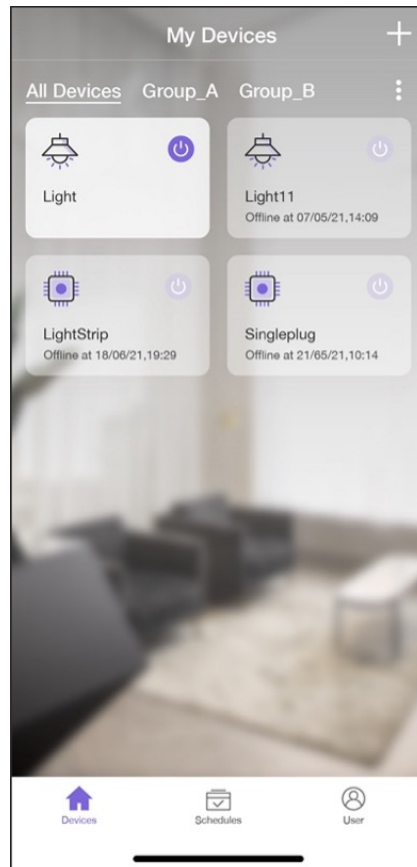 My Devices
All Devices Group_A Group_B
Light
Light11
Offline at 07/05/21,14:09
LightStrip
Offline at 18/06/21,19:29
Singleplug
Offline at 21/65/21,10:14
Devices Schedules User